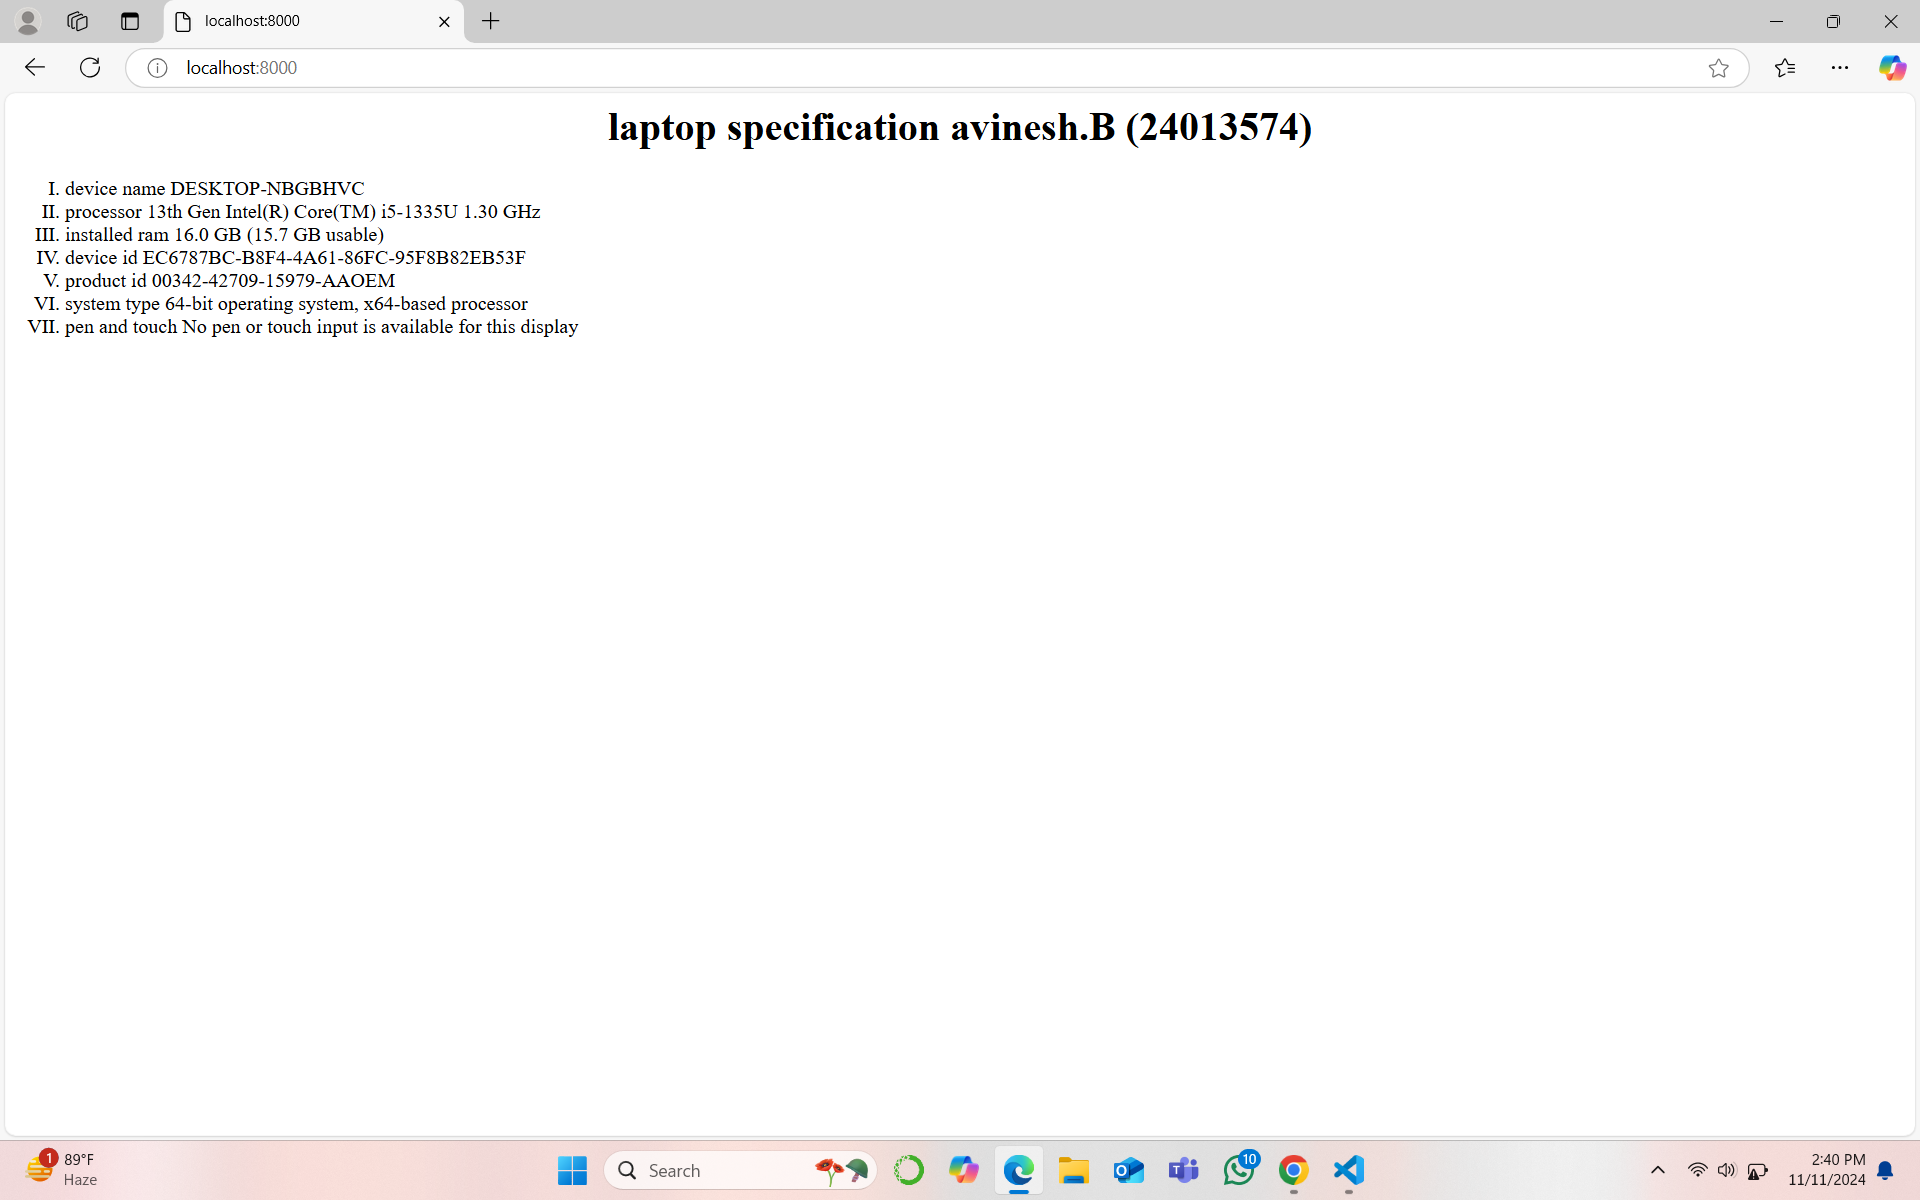 localhost:8000
localhost:8000
laptop specification avinesh.B (24013574)
I. device name DESKTOP-NBGBHVC
II. processor 13th Gen Intel(R) Core(TM) i5-1335U 1.30 GHz
III. installed ram 16.0 GB (15.7 GB usable)
IV. device id EC6787BC-B8F4-4A61-86FC-95F8B82EB53F
V. product id 00342-42709-15979-AAOEM
VI. system type 64-bit operating system, x64-based processor
VII. pen and touch No pen or touch input is available for this display
1
89°F
Haze
Search
10
2:40 PM
11/11/2024